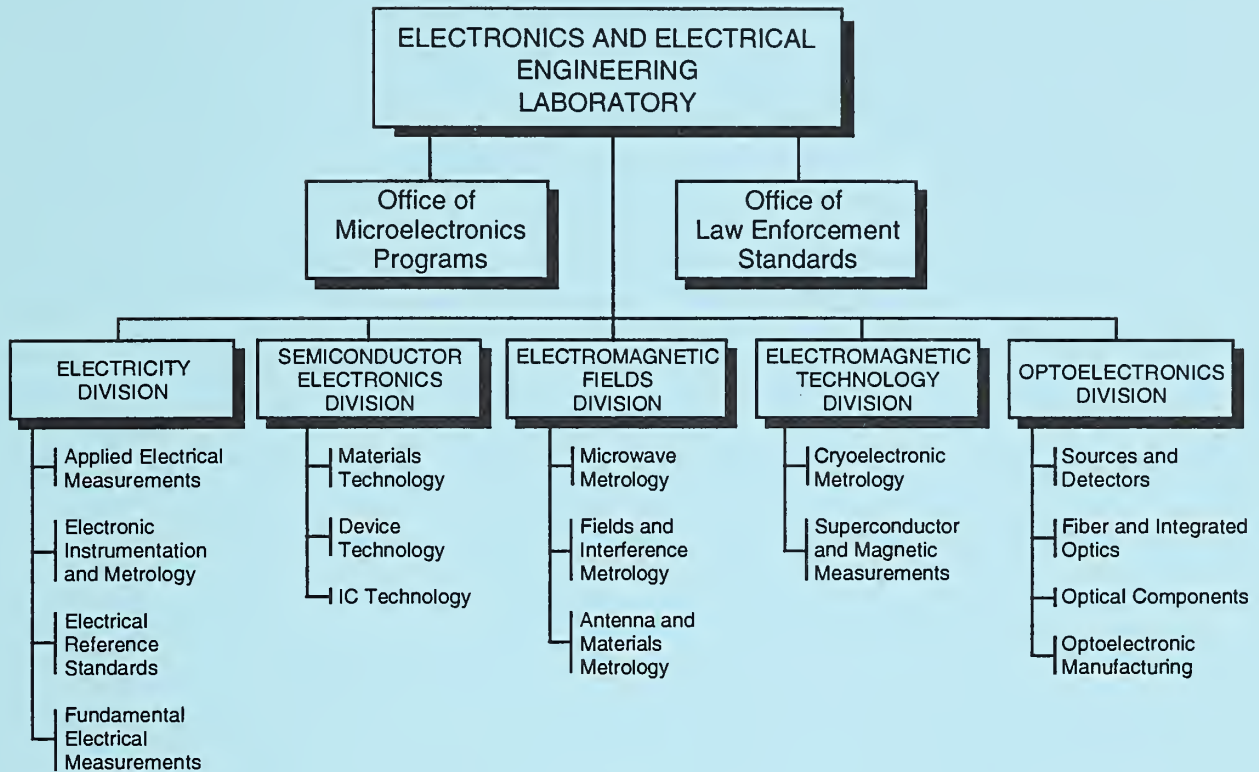 ELECTRONICS AND ELECTRICAL
ENGINEERING
LABORATORY
Office of
Microelectronics
Programs
Office of
Law Enforcement
Standards
ELECTRICITY
DIVISION
Applied Electrical
Measurements
Electronic
Instrumentation
and Metrology
Electrical
Reference
Standards
Fundamental
Electrical
Measurements
SEMICONDUCTOR
ELECTRONICS
DIVISION
Materials
Technology
Device
Technology
IC Technology
ELECTROMAGNETIC
FIELDS
DIVISION
Microwave
Metrology
Fields and
Interference
Metrology
Antenna and
Materials
Metrology
ELECTROMAGNETIC
TECHNOLOGY
DIVISION
Cryoelectronic
Metrology
Superconductor
and Magnetic
Measurements
OPTOELECTRONICS
DIVISION
Sources and
Detectors
Fiber and Integrated
Optics
Optical Components
Optoelectronic
Manufacturing